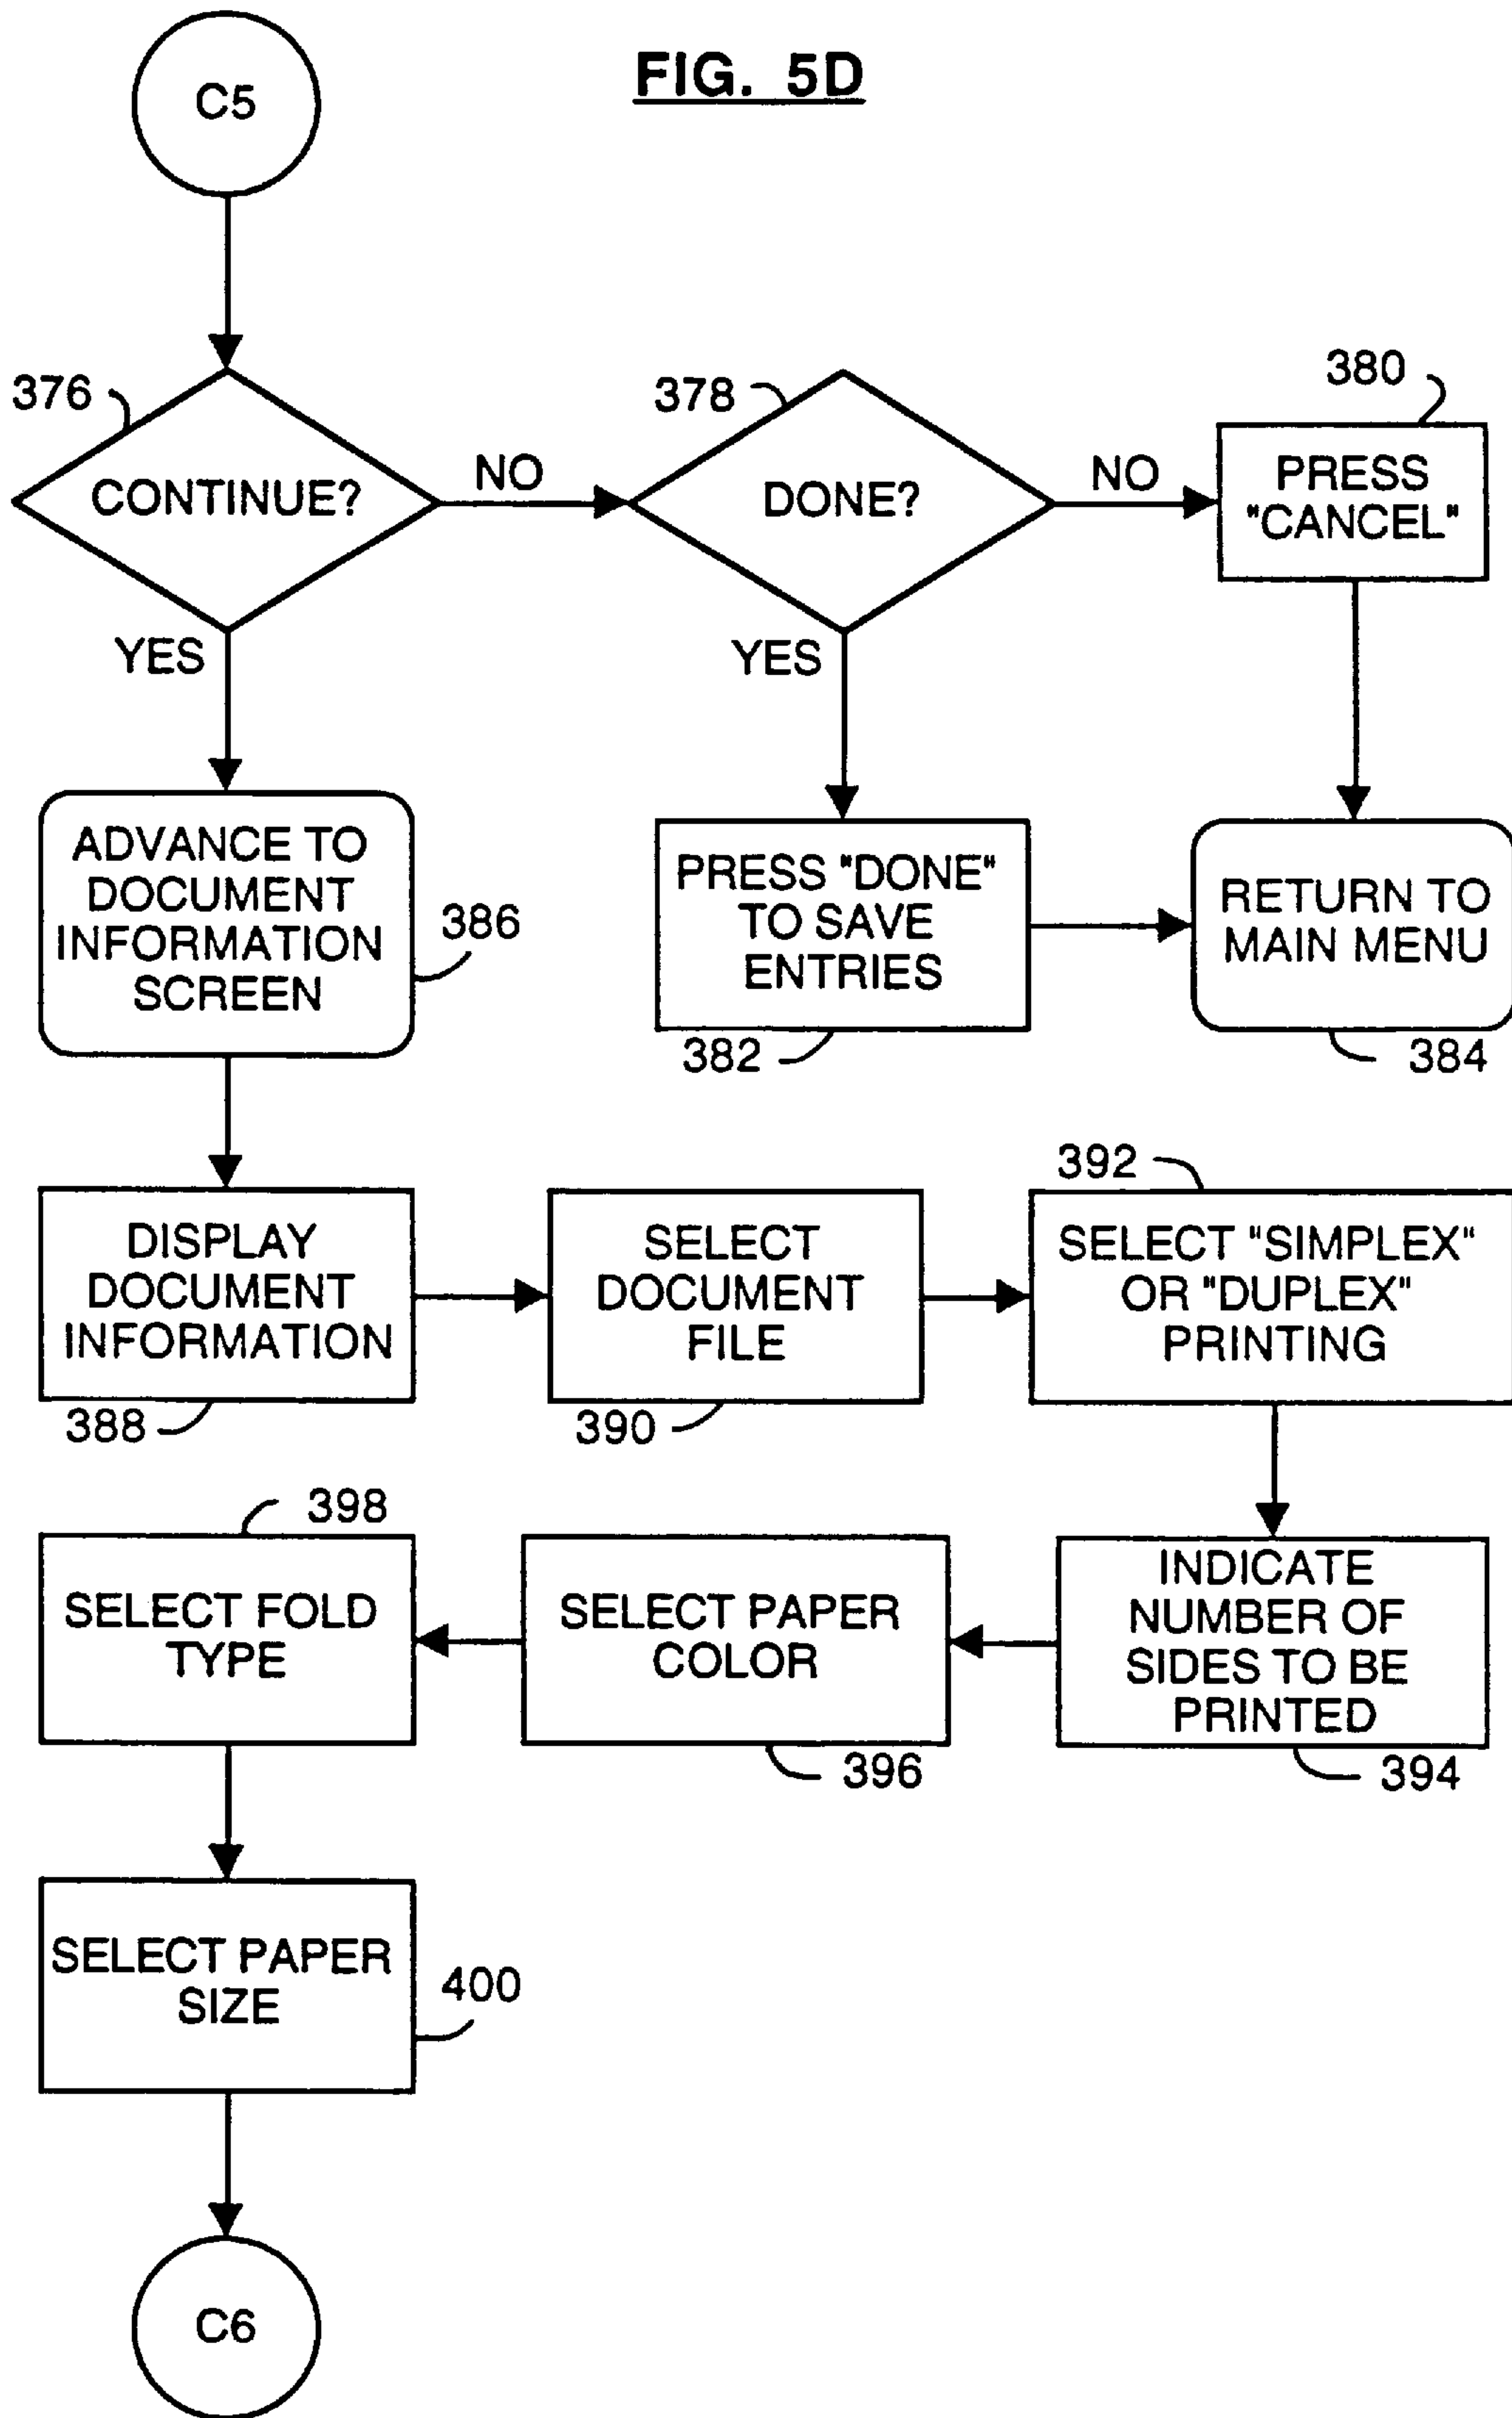 FIG. 5D
C5
376
CONTINUE?
NO
378
DONE?
NO
380
PRESS
"CANCEL"
YES
YES
ADVANCE TO
DOCUMENT
INFORMATION
SCREEN
386
PRESS "DONE"
TO SAVE
ENTRIES
382
RETURN TO
MAIN MENU
384
DISPLAY
DOCUMENT
INFORMATION
388
SELECT
DOCUMENT
FILE
390
392
SELECT "SIMPLEX"
OR "DUPLEX"
PRINTING
INDICATE
NUMBER OF
SIDES TO BE
PRINTED
394
SELECT PAPER
COLOR
396
398
SELECT FOLD
TYPE
SELECT PAPER
SIZE
400
C6